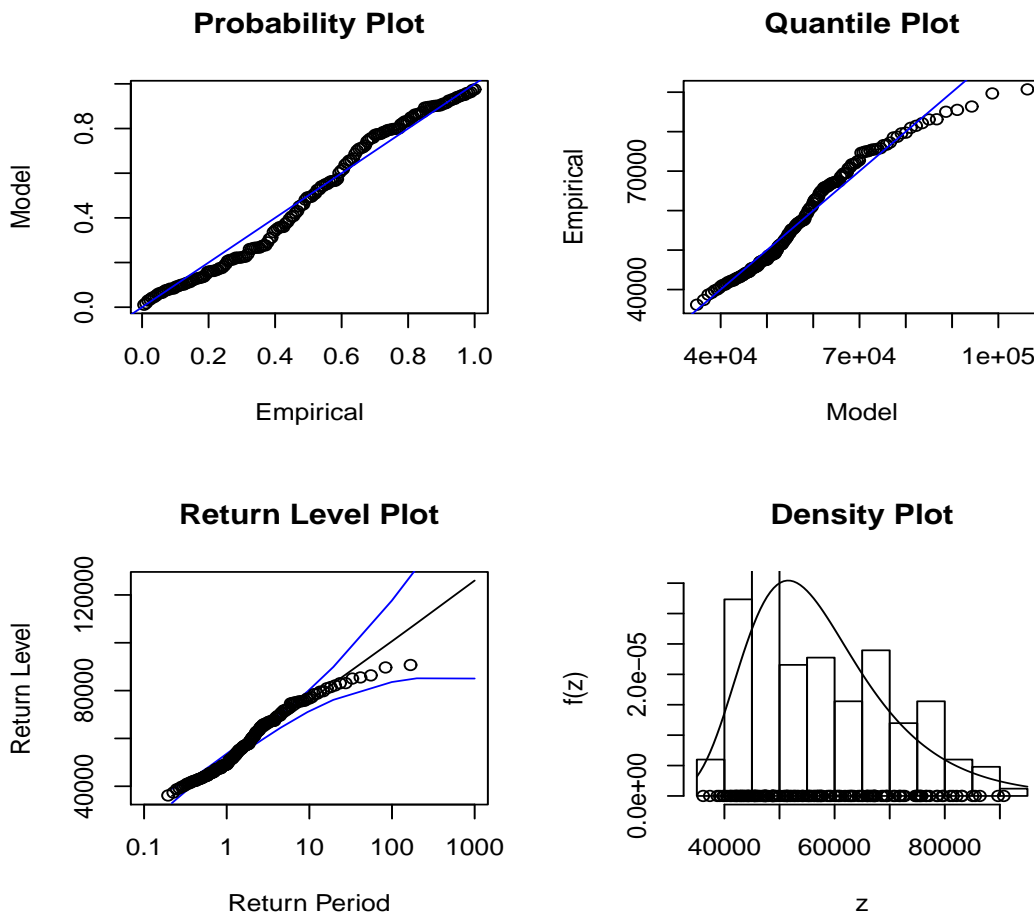 Probability Plot
Model
0.0 0.4 0.8
0.0 0.2 0.4 0.6 0.8 1.0
Empirical
Quantile Plot
Empirical
40000 70000
4e+04 7e+04 1e+05
Model
Return Level Plot
Return Level
40000 80000 120000
0.1 1 10 100 1000
Return Period
Density Plot
f(z)
0.0e+00 2.0e−05
40000 60000 80000
z